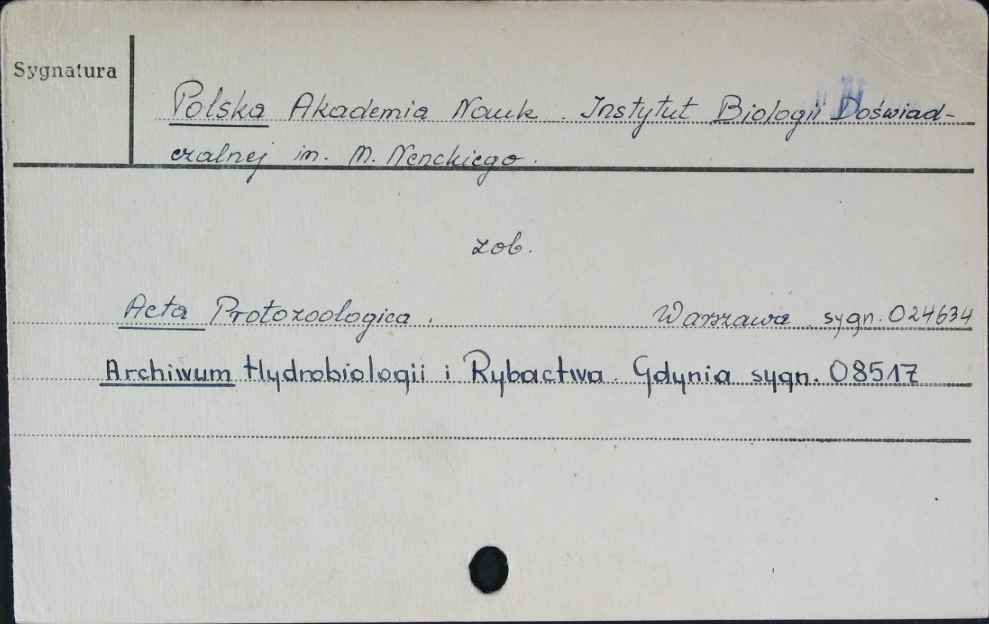 Sygnatura
Polska Akademia Nauk. Instytut Biologii Doświad-
czalnej im. M. Nenckiego.
zob.
Acta Protozoologica. Warszawa sygn. 024634
Archiwum Hydrobiologii i Rybactwa. Gdynia sygn. 08517